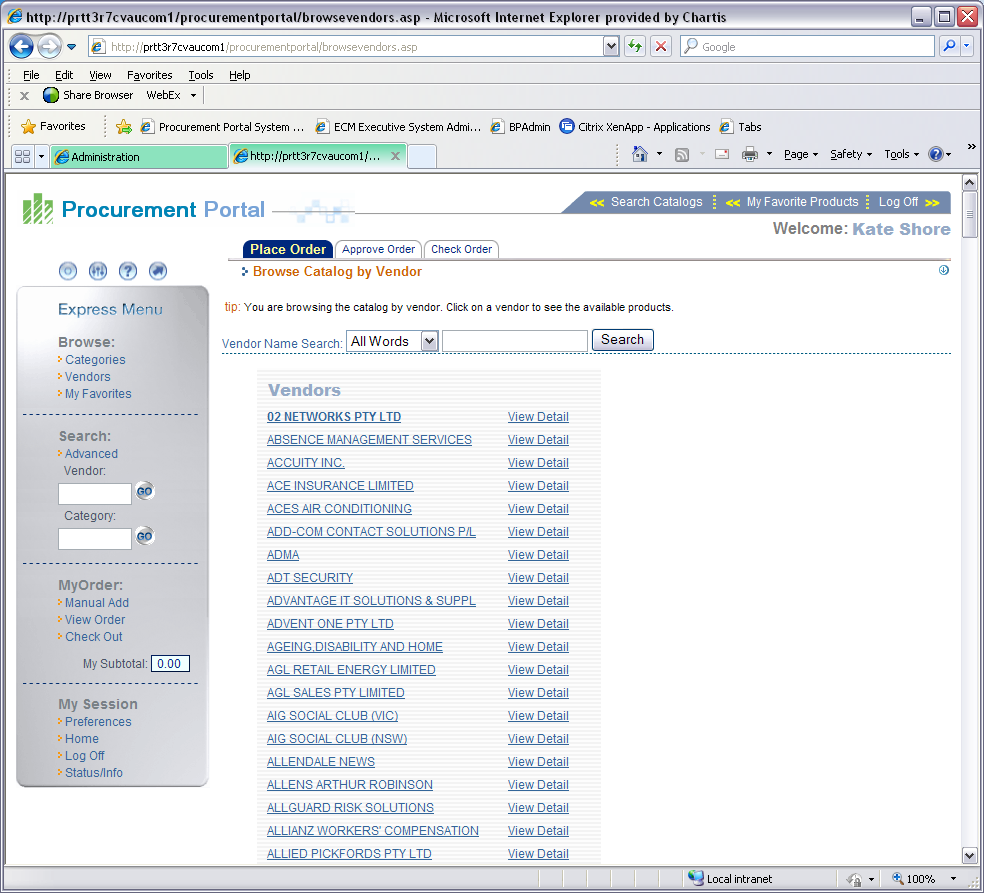 http://prtt3r7cvaucom1/procurementportal/browsevendors.asp - Microsoft Internet Explorer provided by Chartis
http://prtt3r7cvaucom1/procurementportal/browsevendors.asp
Google
File Edit View Favorites Tools Help
Share Browser WebEx
Favorites Procurement Portal System ... ECM Executive System Admi... BPAdmin Citrix XenApp - Applications Tabs
Administration http://prtt3r7cvaucom1/... Page Safety Tools
Procurement Portal
<< Search Catalogs << My Favorite Products Log Off >>
Welcome: Kate Shore
Place Order Approve Order Check Order
Browse Catalog by Vendor
tip: You are browsing the catalog by vendor. Click on a vendor to see the available products.
Vendor Name Search: All Words Search
Express Menu
Browse:
Categories
Vendors
My Favorites
Search:
Advanced
Vendor:
GO
Category:
GO
MyOrder:
Manual Add
View Order
Check Out
My Subtotal: 0.00
My Session
Preferences
Home
Log Off
Status/Info
Vendors
02 NETWORKS PTY LTD View Detail
ABSENCE MANAGEMENT SERVICES View Detail
ACCUITY INC. View Detail
ACE INSURANCE LIMITED View Detail
ACES AIR CONDITIONING View Detail
ADD-COM CONTACT SOLUTIONS P/L View Detail
ADMA View Detail
ADT SECURITY View Detail
ADVANTAGE IT SOLUTIONS & SUPPL View Detail
ADVENT ONE PTY LTD View Detail
AGEING,DISABILITY AND HOME View Detail
AGL RETAIL ENERGY LIMITED View Detail
AGL SALES PTY LIMITED View Detail
AIG SOCIAL CLUB (VIC) View Detail
AIG SOCIAL CLUB (NSW) View Detail
ALLENDALE NEWS View Detail
ALLENS ARTHUR ROBINSON View Detail
ALLGUARD RISK SOLUTIONS View Detail
ALLIANZ WORKERS' COMPENSATION View Detail
ALLIED PICKFORDS PTY LTD View Detail
Local intranet 100%